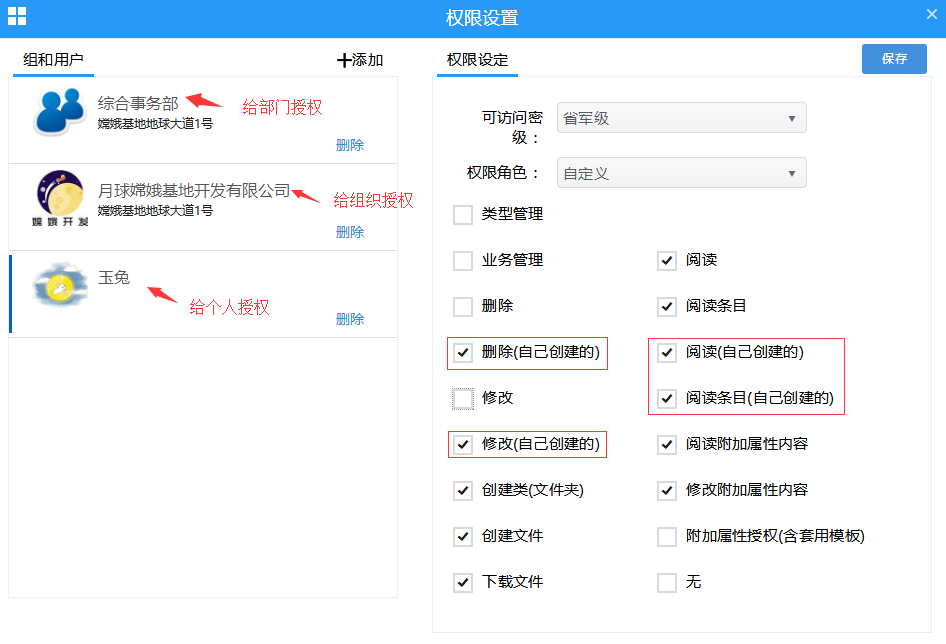 权限设置
组和用户
添加
综合事务部
给部门授权
嫦娥基地地球大道1号
删除
月球嫦娥基地开发有限公司
给组织授权
嫦娥基地地球大道1号
嫦娥开发
删除
玉兔
给个人授权
删除
权限设定
保存
可访问密
级：
省军级
权限角色：
自定义
类型管理
业务管理
阅读
删除
阅读条目
删除(自己创建的)
阅读(自己创建的)
修改
阅读条目(自己创建的)
修改(自己创建的)
阅读附加属性内容
创建类(文件夹)
修改附加属性内容
创建文件
附加属性授权(含套用模板)
下载文件
无